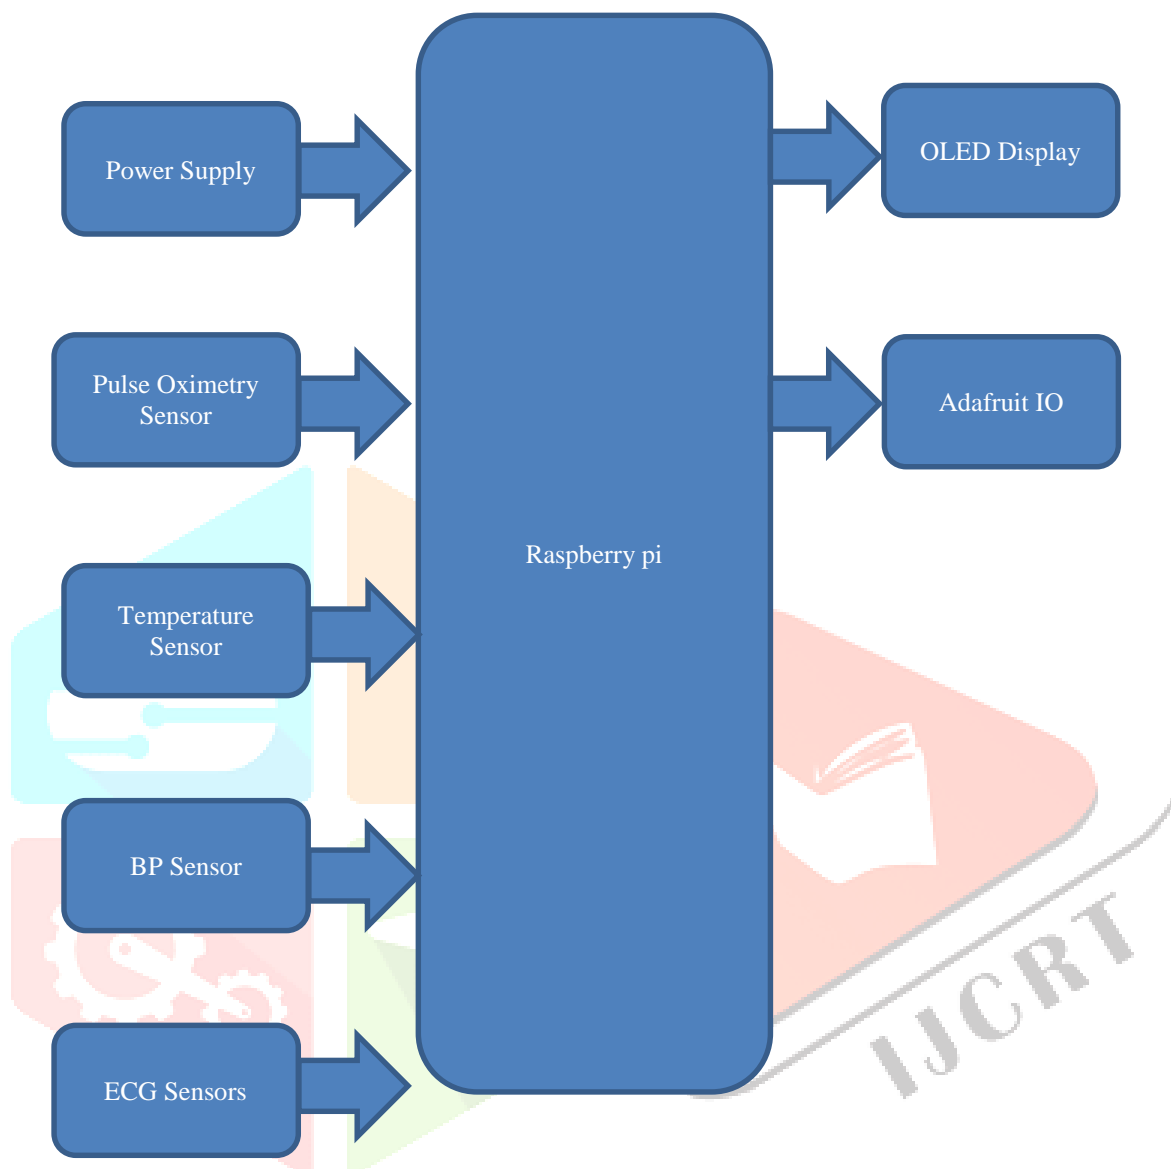 Power Supply
OLED Display
Pulse Oximetry
Sensor
Adafruit IO
Raspberry pi
Temperature
Sensor
BP Sensor
ECG Sensors
IJCRT